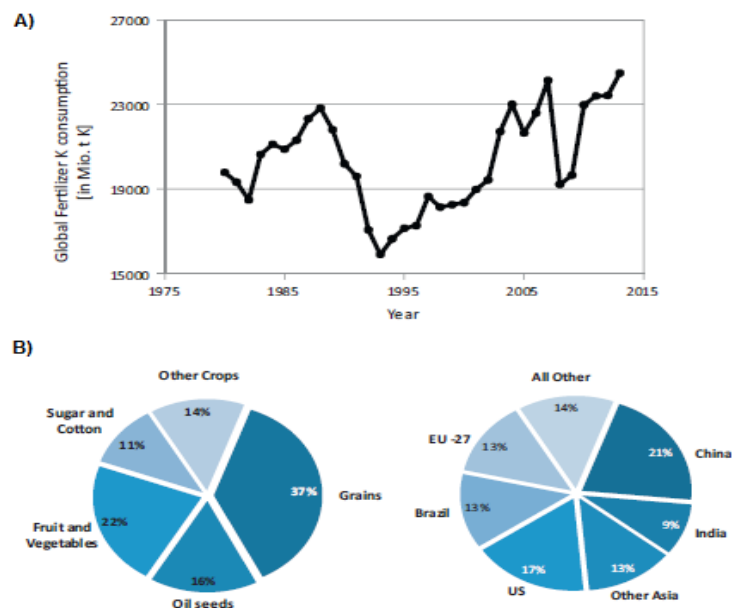 A)
27000
23000
19000
15000
Global Fertilizer K consumption
[in Mio. t K]
1975
1985
1995
2005
2015
Year
B)
Other Crops
14%
Sugar and
Cotton
11%
37%
Grains
Fruit and
Vegetables
22%
16%
Oil seeds
All Other
14%
EU -27
13%
21%
China
Brazil
13%
9%
India
17%
US
13%
Other Asia